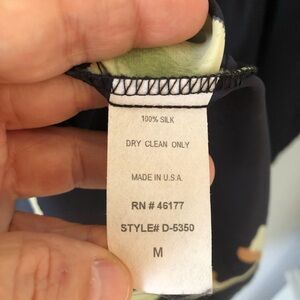 100% SILK
DRY CLEAN ONLY
MADE IN U.S.A.
RN # 46177
STYLE# D-5350
M